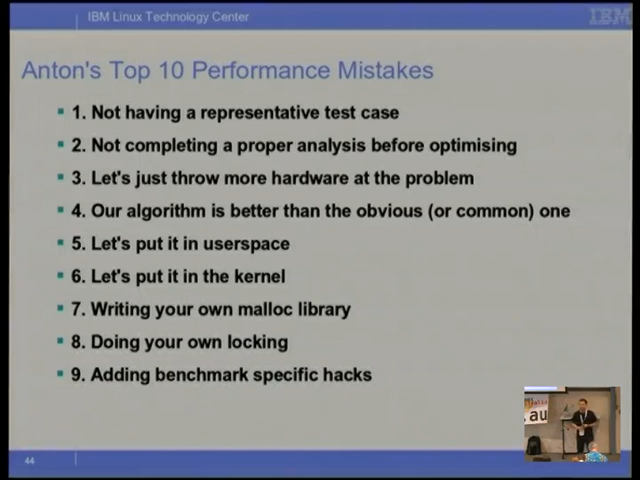 IBM Linux Technology Center
IBM
Anton's Top 10 Performance Mistakes
1. Not having a representative test case
2. Not completing a proper analysis before optimising
3. Let's just throw more hardware at the problem
4. Our algorithm is better than the obvious (or common) one
5. Let's put it in userspace
6. Let's put it in the kernel
7. Writing your own malloc library
8. Doing your own locking
9. Adding benchmark specific hacks
au
44